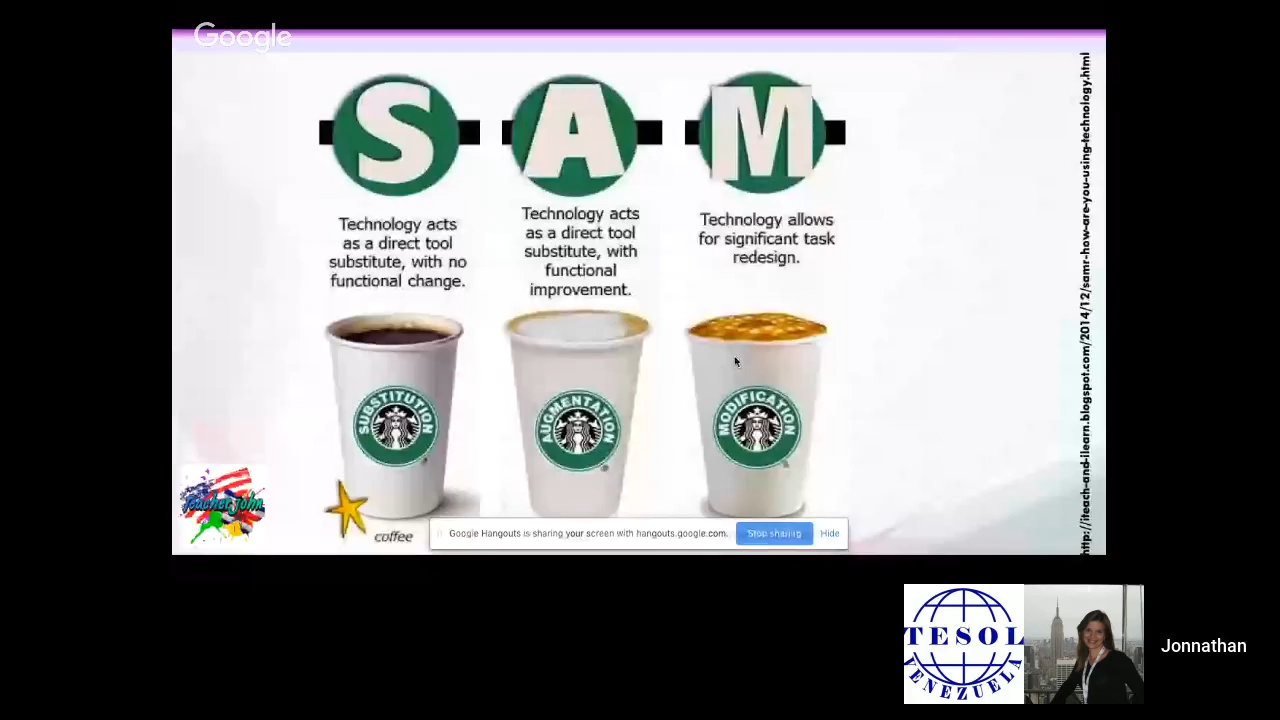 Google
S A M
Technology acts
as a direct tool
substitute, with no
functional change.
Technology acts
as a direct tool
substitute, with
functional
improvement.
Technology allows
for significant task
redesign.
SUBSTITUTION
AUGMENTATION
MODIFICATION
http://iteach-and-ilearn.blogspot.com/2014/12/samr-how-are-you-using-technology.html
Teacher John
coffee
Google Hangouts is sharing your screen with hangouts.google.com. Stop sharing Hide
TESOL
VENEZUELA
Jonnathan